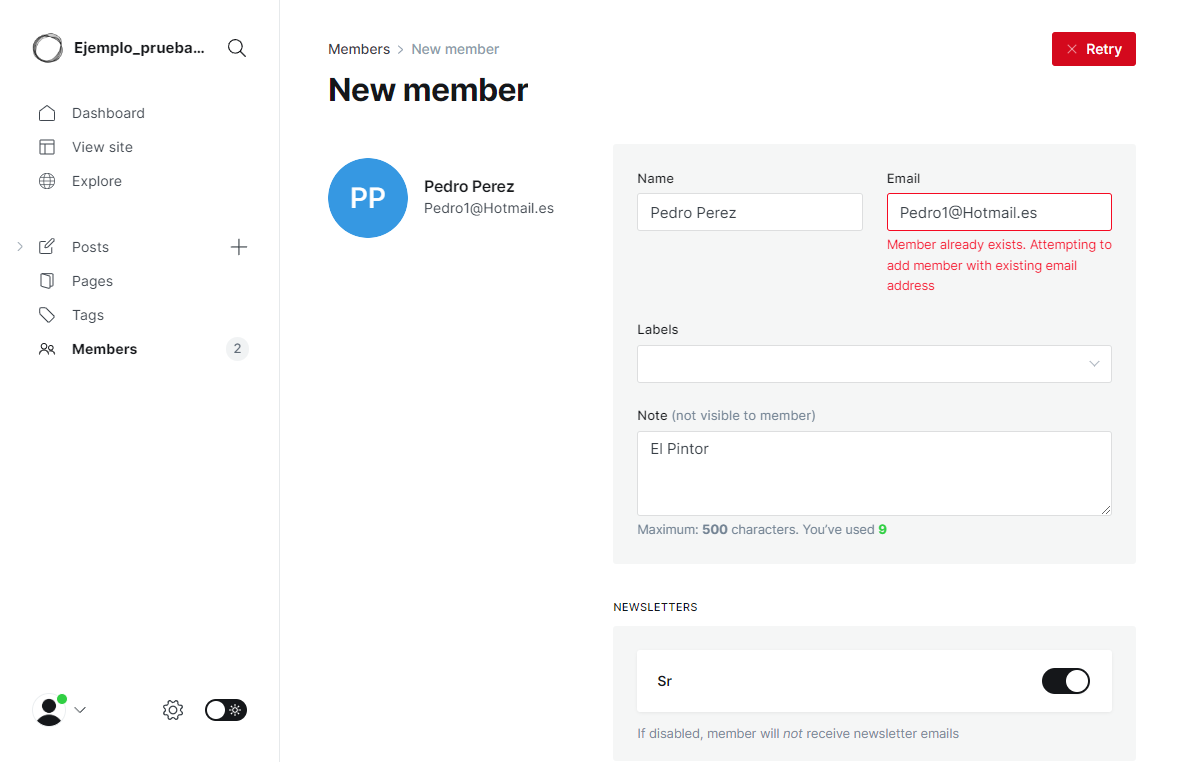 Ejemplo_prueba...
Dashboard
View site
Explore
Posts
Pages
Tags
Members
2
Members > New member
Retry
New member
PP
Pedro Perez
Pedro1@Hotmail.es
Name
Pedro Perez
Email
Pedro1@Hotmail.es
Member already exists. Attempting to
add member with existing email
address
Labels
Note (not visible to member)
El Pintor
Maximum: 500 characters. You’ve used 9
NEWSLETTERS
Sr
If disabled, member will not receive newsletter emails